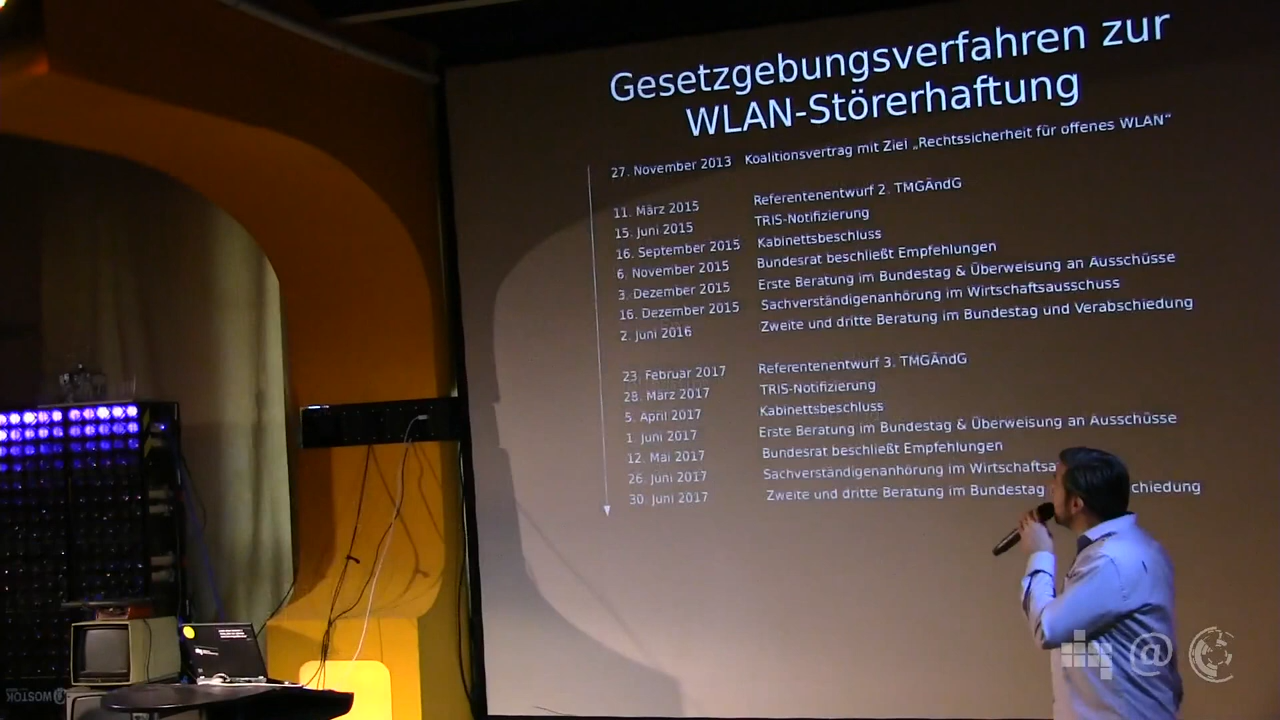 Gesetzgebungsverfahren zur
WLAN-Störerhaftung
27. November 2013 Koalitionsvertrag mit Ziel „Rechtssicherheit für offenes WLAN“
11. März 2015 Referentenentwurf 2. TMGÄndG
15. Juni 2015 TRIS-Notifizierung
16. September 2015 Kabinettsbeschluss
6. November 2015 Bundesrat beschließt Empfehlungen
3. Dezember 2015 Erste Beratung im Bundestag & Überweisung an Ausschüsse
16. Dezember 2015 Sachverständigenanhörung im Wirtschaftsausschuss
2. Juni 2016 Zweite und dritte Beratung im Bundestag und Verabschiedung
23. Februar 2017 Referentenentwurf 3. TMGÄndG
28. März 2017 TRIS-Notifizierung
5. April 2017 Kabinettsbeschluss
1. Juni 2017 Erste Beratung im Bundestag & Überweisung an Ausschüsse
12. Mai 2017 Bundesrat beschließt Empfehlungen
26. Juni 2017 Sachverständigenanhörung im Wirtschaftsa
30. Juni 2017 Zweite und dritte Beratung im Bundestag chiedung
WOSTOK
@